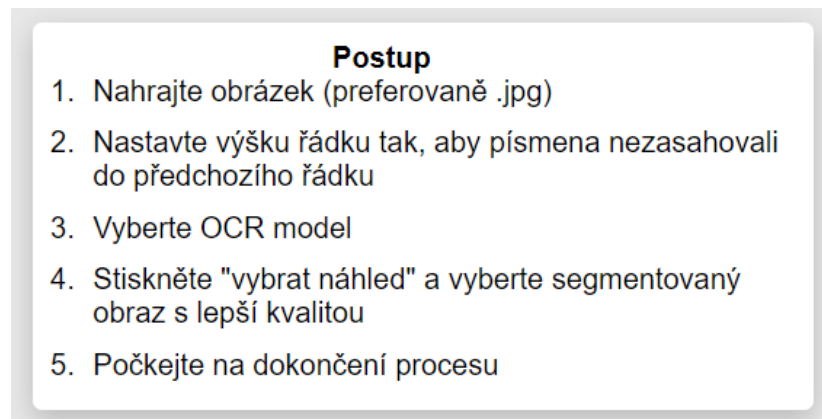 Postup
1. Nahrajte obrázek (preferovaně .jpg)
2. Nastavte výšku řádku tak, aby písmena nezasahovali
do předchozího řádku
3. Vyberte OCR model
4. Stiskněte "vybrat náhled" a vyberte segmentovaný
obraz s lepší kvalitou
5. Počkejte na dokončení procesu